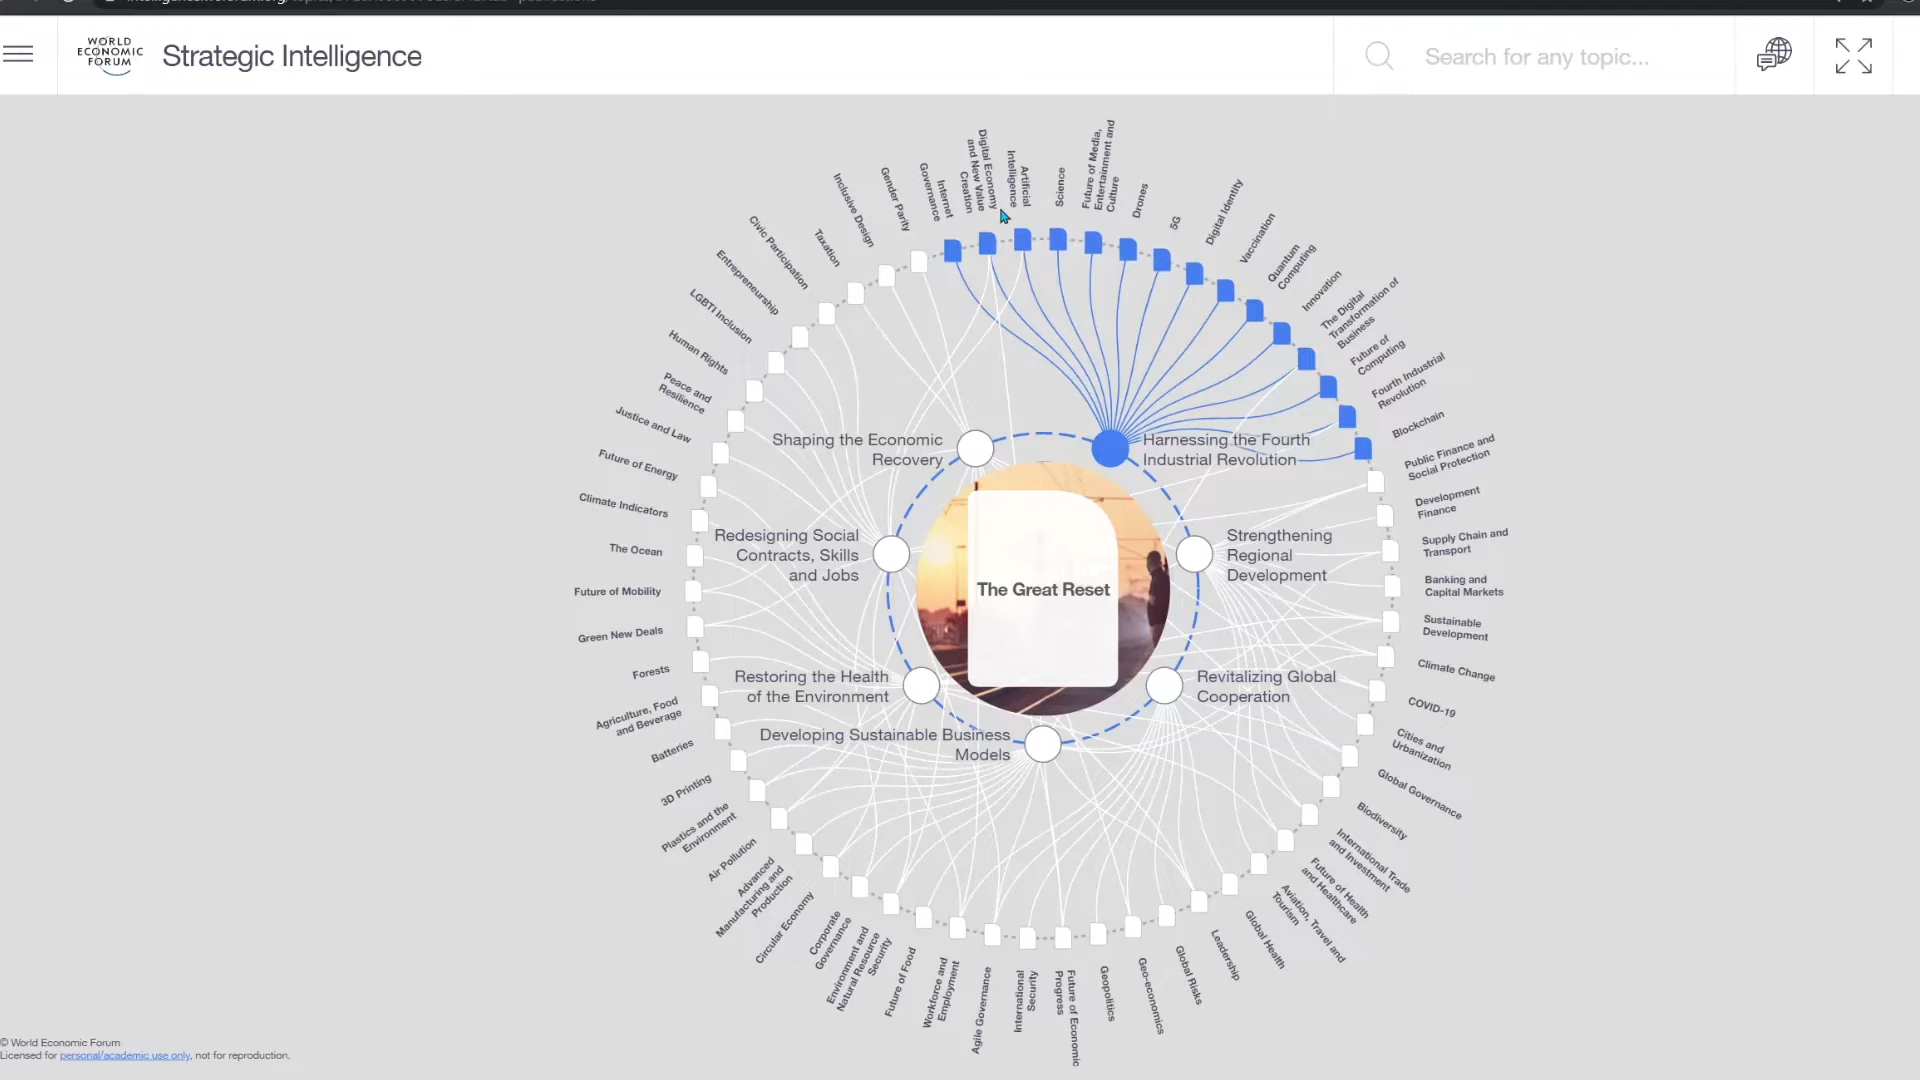 WORLD
ECONOMIC
FORUM
Strategic Intelligence
Search for any topic...
Gender Parity
Internet
Governance
Digital Economy
and New Value
Creation
Artificial
Intelligence
Science
Future of Media,
Entertainment and
Culture
Drones
5G
Digital Identity
Vaccination
Quantum
Computing
Innovation
The Digital
Transformation of
Business
Future of
Computing
Fourth Industrial
Revolution
Blockchain
Public Finance and
Social Protection
Development
Finance
Supply Chain and
Transport
Banking and
Capital Markets
Sustainable
Development
Climate Change
COVID-19
Cities and
Urbanization
Global Governance
Biodiversity
International Trade
and Investment
Future of Health
and Healthcare
Aviation, Travel and
Tourism
Global Health
Leadership
Global Risks
Geo-economics
Geopolitics
Future of Economic
Progress
International
Security
Agile Governance
Workforce and
Employment
Future of Food
Environment and
Natural Resource
Security
Corporate
Governance
Circular Economy
Advanced
Manufacturing and
Production
Air Pollution
Plastics and the
Environment
3D Printing
Batteries
Agriculture, Food
and Beverage
Forests
Green New Deals
Future of Mobility
The Ocean
Climate Indicators
Future of Energy
Justice and Law
Peace and
Resilience
Human Rights
LGBTI Inclusion
Entrepreneurship
Civic Participation
Taxation
Inclusive Design
Shaping the Economic
Recovery
Harnessing the Fourth
Industrial Revolution
Redesigning Social
Contracts, Skills
and Jobs
Strengthening
Regional
Development
The Great Reset
Restoring the Health
of the Environment
Revitalizing Global
Cooperation
Developing Sustainable Business
Models
© World Economic Forum
Licensed for personal/academic use only, not for reproduction.